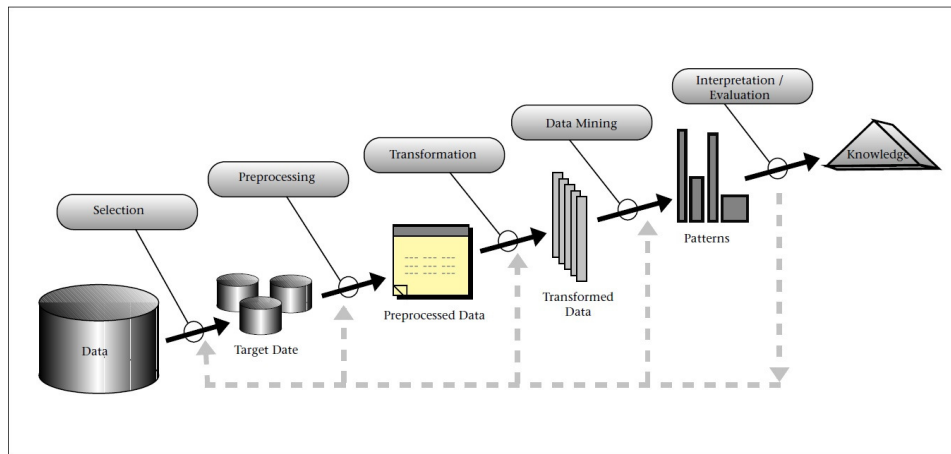 Interpretation /
Evaluation
Data Mining
Knowledge
Transformation
Preprocessing
Patterns
Selection
Transformed
Data
Preprocessed Data
Target Date
Data